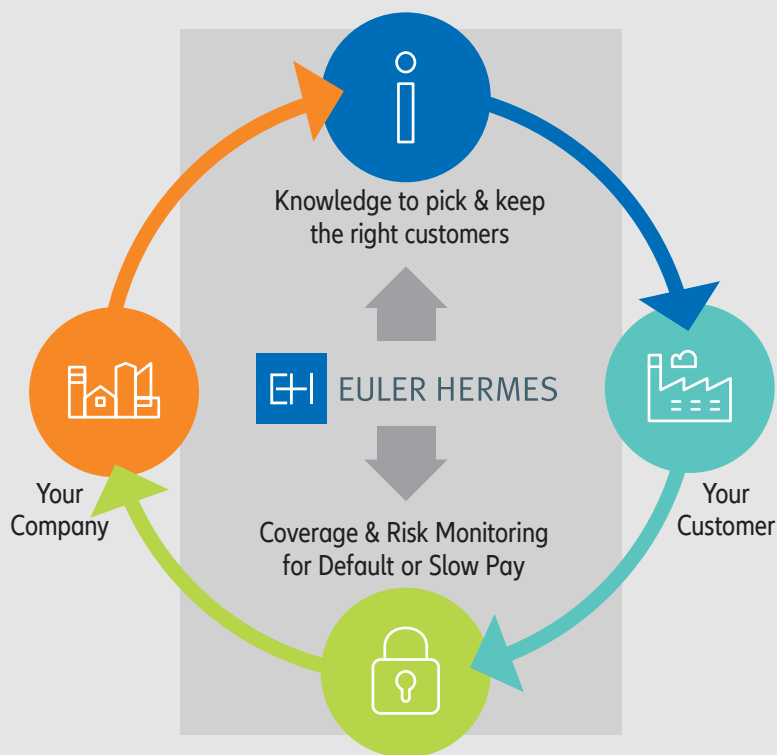 Knowledge to pick & keep
the right customers
EH EULER HERMES
Your
Company
Your
Customer
Coverage & Risk Monitoring
for Default or Slow Pay